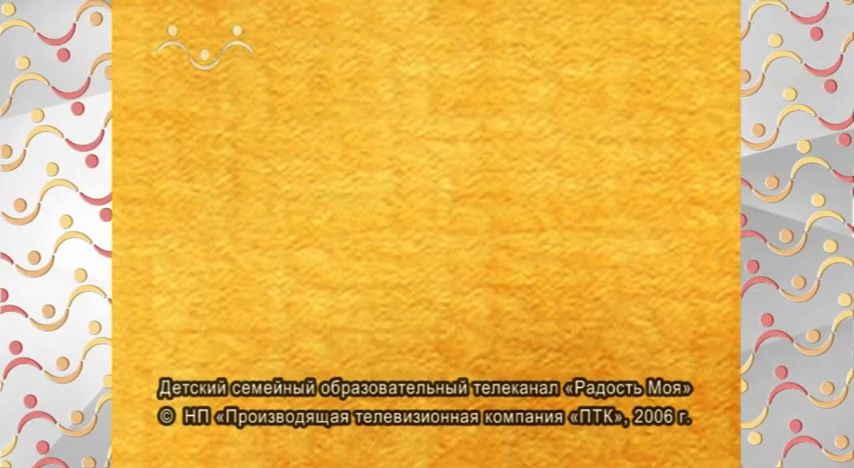 Детский семейный образовательный телеканал «Радость Моя»
© НП «Производящая телевизионная компания «ПТК», 2006 г.